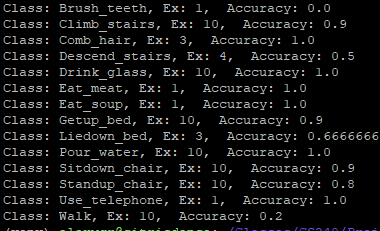 Class: Brush_teeth, Ex: 1,  Accuracy: 0.0
Class: Climb_stairs, Ex: 10,  Accuracy: 0.9
Class: Comb_hair, Ex: 3,  Accuracy: 1.0
Class: Descend_stairs, Ex: 4,  Accuracy: 0.5
Class: Drink_glass, Ex: 10,  Accuracy: 1.0
Class: Eat_meat, Ex: 1,  Accuracy: 1.0
Class: Eat_soup, Ex: 1,  Accuracy: 1.0
Class: Getup_bed, Ex: 10,  Accuracy: 0.9
Class: Liedown_bed, Ex: 3,  Accuracy: 0.6666666
Class: Pour_water, Ex: 10,  Accuracy: 1.0
Class: Sitdown_chair, Ex: 10,  Accuracy: 0.9
Class: Standup_chair, Ex: 10,  Accuracy: 0.8
Class: Use_telephone, Ex: 1,  Accuracy: 1.0
Class: Walk, Ex: 10,  Accuracy: 0.2